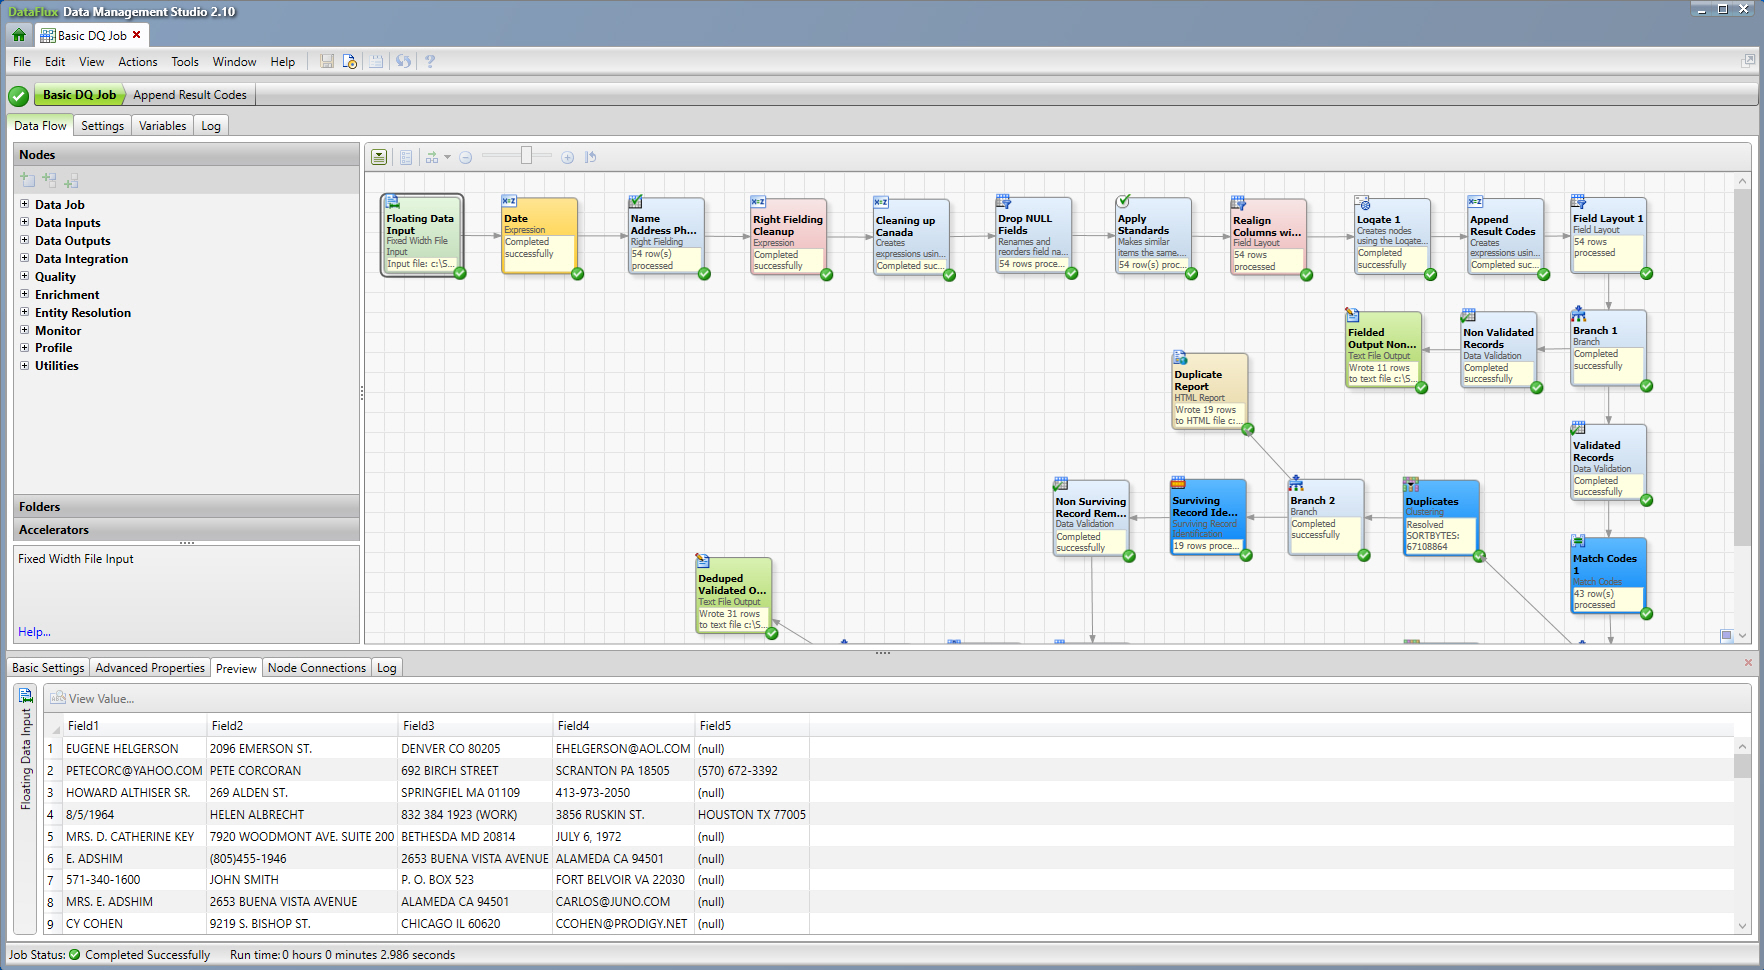 DataFlux Data Management Studio 2.10
Basic DQ Job
File Edit View Actions Tools Window Help
Basic DQ Job Append Result Codes
Data Flow Settings Variables Log
Nodes
Data Job
Data Inputs
Data Outputs
Data Integration
Quality
Enrichment
Entity Resolution
Monitor
Profile
Utilities
Folders
Accelerators
Fixed Width File Input
Help...
Floating Data
Input
Fixed Width File
Input
Input file: c:\S...
Date
Expression
Completed
successfully
Name
Address Ph...
Right Fielding
54 row(s)
processed
Right Fielding
Cleanup
Expression
Completed
successfully
Cleaning up
Canada
Creates
expressions usin...
Completed suc...
Drop NULL
Fields
Renames and
reorders field na...
54 rows proce...
Apply
Standards
Makes similar
items the same....
54 row(s) proc...
Realign
Columns wi...
Field Layout
54 rows
processed
Loqate 1
Creates nodes
using the Loqate...
Completed
successfully
Append
Result Codes
Creates
expressions usin...
Completed suc...
Field Layout 1
Field Layout
54 rows
processed
Fielded
Output Non...
Text File Output
Wrote 11 rows
to text file c:\S...
Non Validated
Records
Data Validation
Completed
successfully
Branch 1
Branch
Completed
successfully
Duplicate
Report
HTML Report
Wrote 19 rows
to HTML file c:...
Validated
Records
Data Validation
Completed
successfully
Non Surviving
Record Rem...
Data Validation
Completed
successfully
Surviving
Record Ide...
Surviving Record
Identification
19 rows proce...
Branch 2
Branch
Completed
successfully
Duplicates
Clustering
Resolved
SORTBYTES:
67108864
Match Codes
1
Match Codes
43 row(s)
processed
Deduped
Validated O...
Text File Output
Wrote 31 rows
to text file c:\S...
Basic Settings Advanced Properties Preview Node Connections Log
Floating Data Input
View Value...
Field1 Field2 Field3 Field4 Field5
1 EUGENE HELGERSON 2096 EMERSON ST. DENVER CO 80205 EHELGERSON@AOL.COM (null)
2 PETECORC@YAHOO.COM PETE CORCORAN 692 BIRCH STREET SCRANTON PA 18505 (570) 672-3392
3 HOWARD ALTHISER SR. 269 ALDEN ST. SPRINGFIEL MA 01109 413-973-2050 (null)
4 8/5/1964 HELEN ALBRECHT 832 384 1923 (WORK) 3856 RUSKIN ST. HOUSTON TX 77005
5 MRS. D. CATHERINE KEY 7920 WOODMONT AVE. SUITE 200 BETHESDA MD 20814 JULY 6, 1972 (null)
6 E. ADSHIM (805)455-1946 2653 BUENA VISTA AVENUE ALAMEDA CA 94501 (null)
7 571-340-1600 JOHN SMITH P. O. BOX 523 FORT BELVOIR VA 22030 (null)
8 MRS. E. ADSHIM 2653 BUENA VISTA AVENUE ALAMEDA CA 94501 CARLOS@JUNO.COM (null)
9 CY COHEN 9219 S. BISHOP ST. CHICAGO IL 60620 CCOHEN@PRODIGY.NET (null)
Job Status: Completed Successfully Run time: 0 hours 0 minutes 2.986 seconds